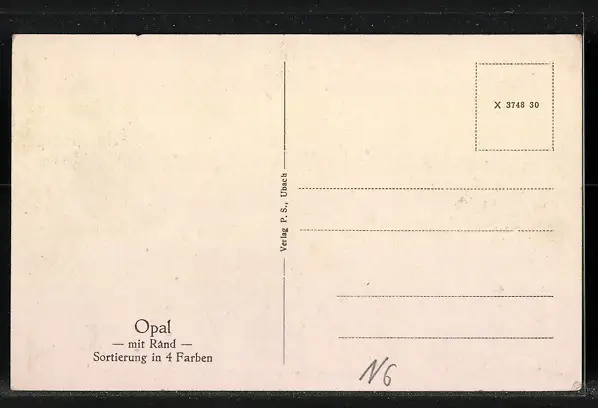 X 3748 30
Verlag P. S., Ubach
Opal
— mit Rand —
Sortierung in 4 Farben
N6